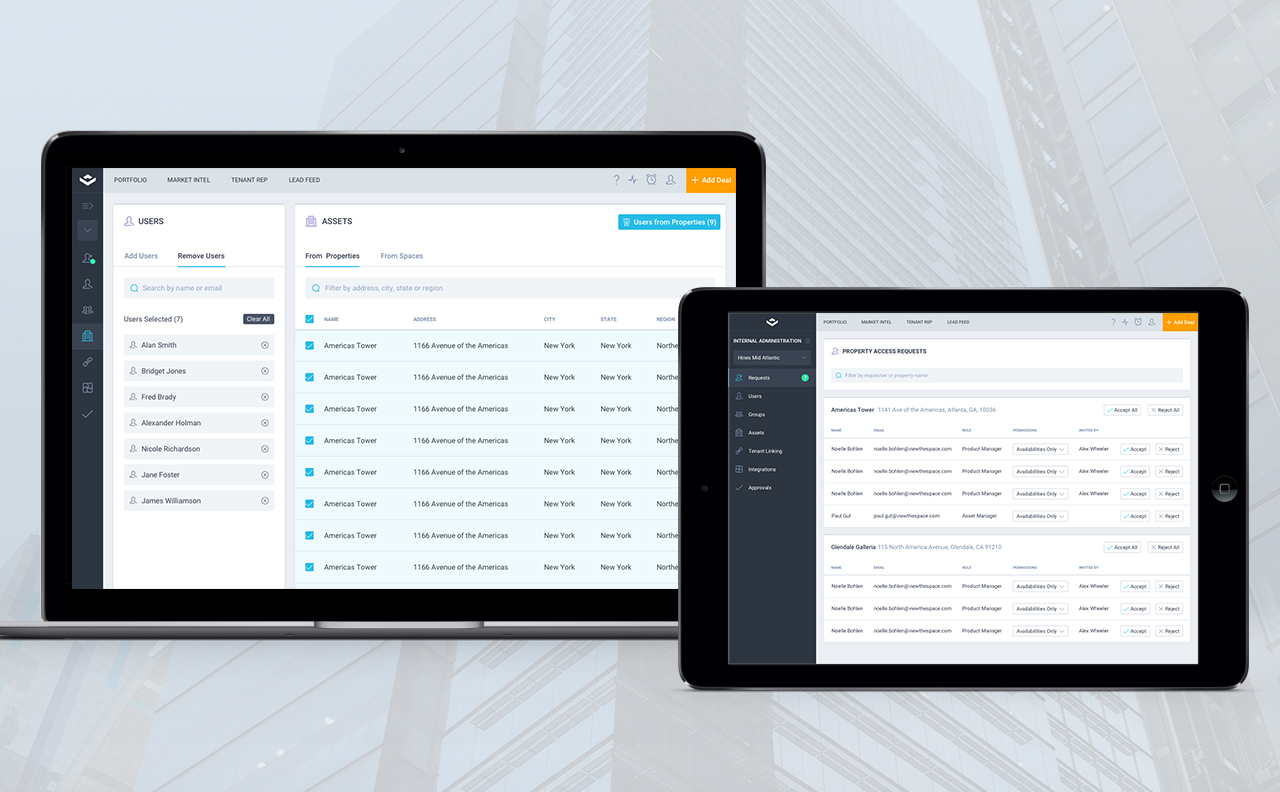 PORTFOLIO MARKET INTEL TENANT REP LEAD FEED ? + Add Deal
USERS
Add Users Remove Users
Search by name or email
Users Selected (7) Clear All
Alan Smith
Bridget Jones
Fred Brady
Alexander Holman
Nicole Richardson
Jane Foster
James Williamson
ASSETS Users from Properties (9)
From Properties From Spaces
Filter by address, city, state or region
NAME ADDRESS CITY STATE REGION
Americas Tower 1166 Avenue of the Americas New York New York Northe
Americas Tower 1166 Avenue of the Americas New York New York Northe
Americas Tower 1166 Avenue of the Americas New York New York Northe
Americas Tower 1166 Avenue of the Americas New York New York Northe
Americas Tower 1166 Avenue of the Americas New York New York Northe
Americas Tower 1166 Avenue of the Americas New York New York Northe
Americas Tower 1166 Avenue of the Americas New York New York Northe
Americas Tower 1166 Avenue of the Americas New York New York Northe
PORTFOLIO MARKET INTEL TENANT REP LEAD FEED ? + Add Deal
INTERNAL ADMINISTRATION
Hines Mid Atlantic
Requests 7
Users
Groups
Assets
Tenant Linking
Integrations
Approvals
PROPERTY ACCESS REQUESTS
Filter by requestee or property name
Americas Tower 1141 Ave of the Americas, Atlanta, GA, 10036 Accept All Reject All
NAME EMAIL ROLE PERMISSIONS INVITED BY
Noelle Bohlen noelle.bohlen@viewthespace.com Product Manager Availabilities Only Alex Wheeler Accept Reject
Noelle Bohlen noelle.bohlen@viewthespace.com Product Manager Availabilities Only Alex Wheeler Accept Reject
Noelle Bohlen noelle.bohlen@viewthespace.com Product Manager Availabilities Only Alex Wheeler Accept Reject
Paul Gut paul.gut@viewthespace.com Asset Manager Availabilities Only Accept Reject
Glendale Galleria 115 North America Avenue, Glendale, CA 91210 Accept All Reject All
NAME EMAIL ROLE PERMISSIONS INVITED BY
Noelle Bohlen noelle.bohlen@viewthespace.com Product Manager Availabilities Only Alex Wheeler Accept Reject
Noelle Bohlen noelle.bohlen@viewthespace.com Product Manager Availabilities Only Alex Wheeler Accept Reject
Noelle Bohlen noelle.bohlen@viewthespace.com Product Manager Availabilities Only Alex Wheeler Accept Reject